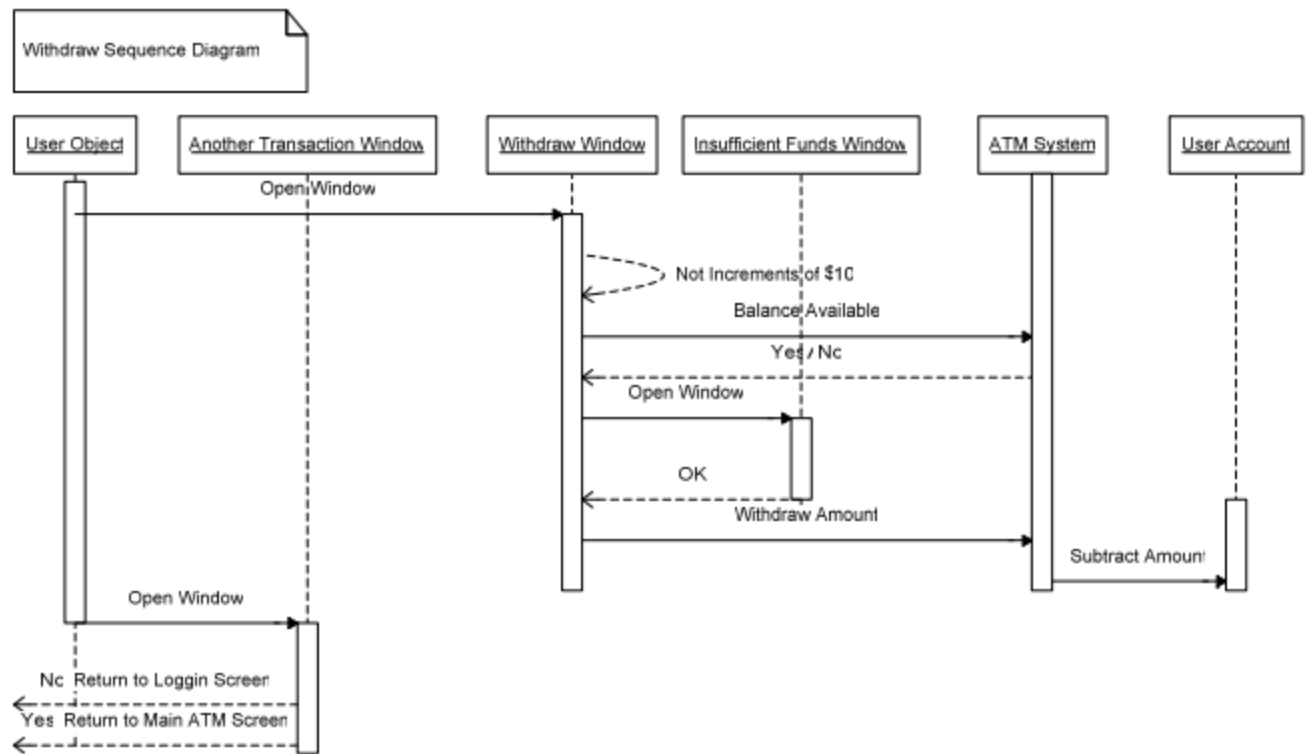 Withdraw Sequence Diagram
User Object
Another Transaction Window
Withdraw Window
Insufficient Funds Window
ATM System
User Account
Open Window
Not Increments of $10
Balance Available
Yes / No
Open Window
OK
Withdraw Amount
Subtract Amount
Open Window
No Return to Loggin Screen
Yes Return to Main ATM Screen